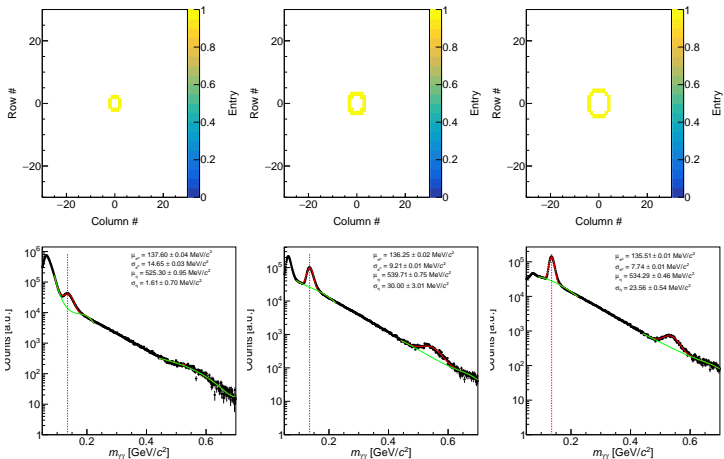 20
0
−20
Row #
−20 0 20
Column #
1
0.8
0.6
0.4
0.2
0
Entry
20
0
−20
Row #
−20 0 20
Column #
1
0.8
0.6
0.4
0.2
0
Entry
20
0
−20
Row #
−20 0 20
Column #
1
0.8
0.6
0.4
0.2
0
Entry
10⁶
10⁵
10⁴
10³
10²
10
1
Counts [a.u.]
μπ⁰ = 137.60 ± 0.04 MeV/c²
σπ⁰ = 14.65 ± 0.03 MeV/c²
μη = 525.30 ± 0.95 MeV/c²
ση = 1.61 ± 0.70 MeV/c²
0.2 0.4 0.6
mγγ [GeV/c²]
10⁵
10⁴
10³
10²
10
1
Counts [a.u.]
μπ⁰ = 136.25 ± 0.02 MeV/c²
σπ⁰ = 9.21 ± 0.01 MeV/c²
μη = 539.71 ± 0.75 MeV/c²
ση = 30.00 ± 3.01 MeV/c²
0.2 0.4 0.6
mγγ [GeV/c²]
10⁵
10⁴
10³
10²
10
1
Counts [a.u.]
μπ⁰ = 135.51 ± 0.01 MeV/c²
σπ⁰ = 7.74 ± 0.01 MeV/c²
μη = 534.29 ± 0.46 MeV/c²
ση = 23.56 ± 0.54 MeV/c²
0.2 0.4 0.6
mγγ [GeV/c²]